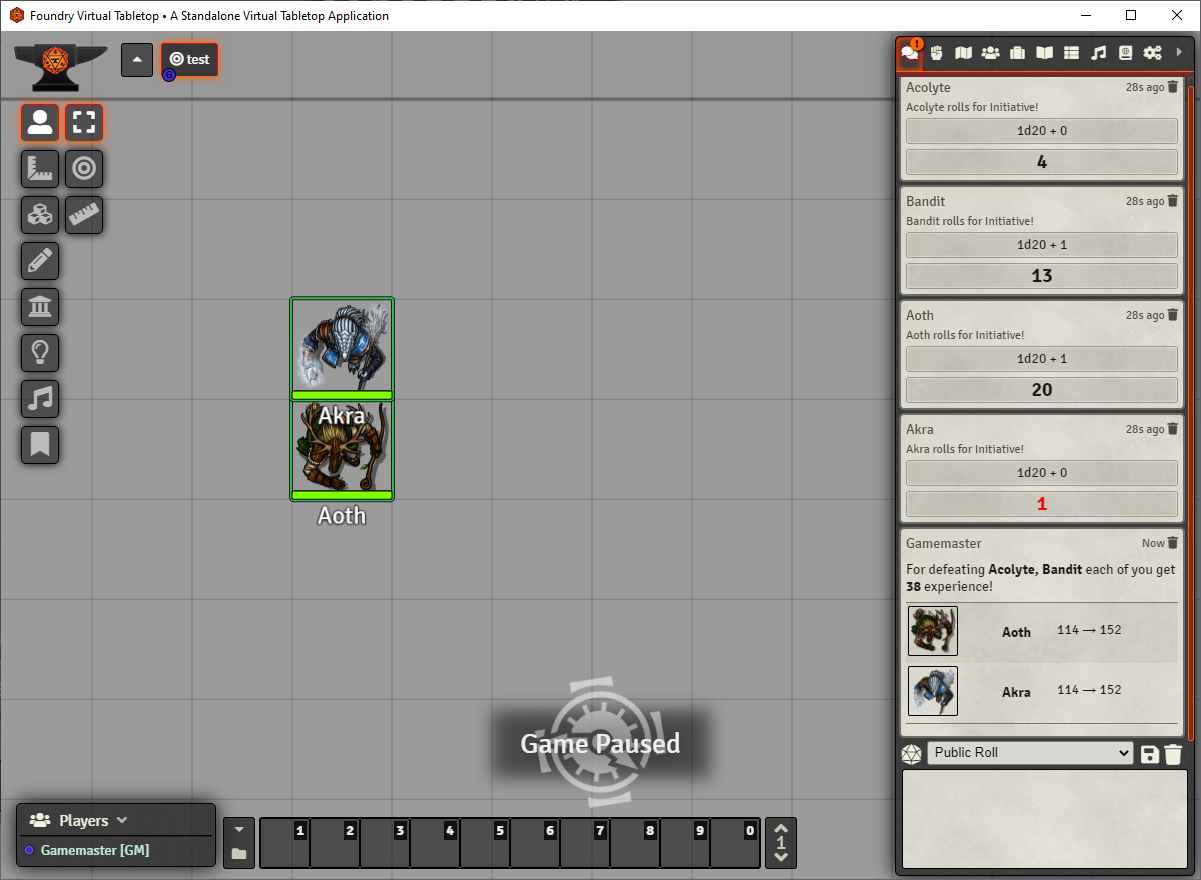 Foundry Virtual Tabletop • A Standalone Virtual Tabletop Application
test
G
Akra
Aoth
Game Paused
Players
Gamemaster [GM]
1 2 3 4 5 6 7 8 9 0
1
!
Acolyte 28s ago
Acolyte rolls for Initiative!
1d20 + 0
4
Bandit 28s ago
Bandit rolls for Initiative!
1d20 + 1
13
Aoth 28s ago
Aoth rolls for Initiative!
1d20 + 1
20
Akra 28s ago
Akra rolls for Initiative!
1d20 + 0
1
Gamemaster Now
For defeating Acolyte, Bandit each of you get
38 experience!
Aoth 114 → 152
Akra 114 → 152
Public Roll